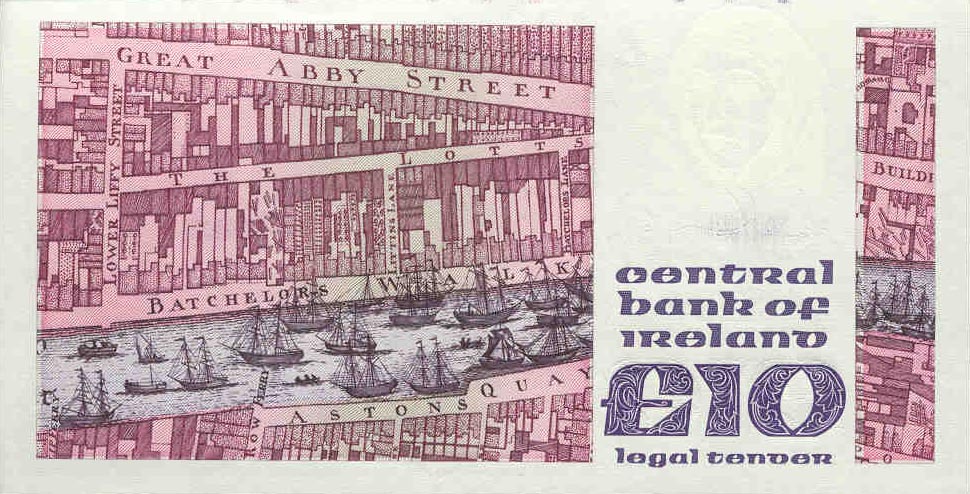 GREAT ABBY STREET
LOWER LIFFY STREET
THE LOTTS
BATCHELORS WALK
ASTONS QUAY
FERRY
BUILDI
central
bank of
ireland
£10
legal tender